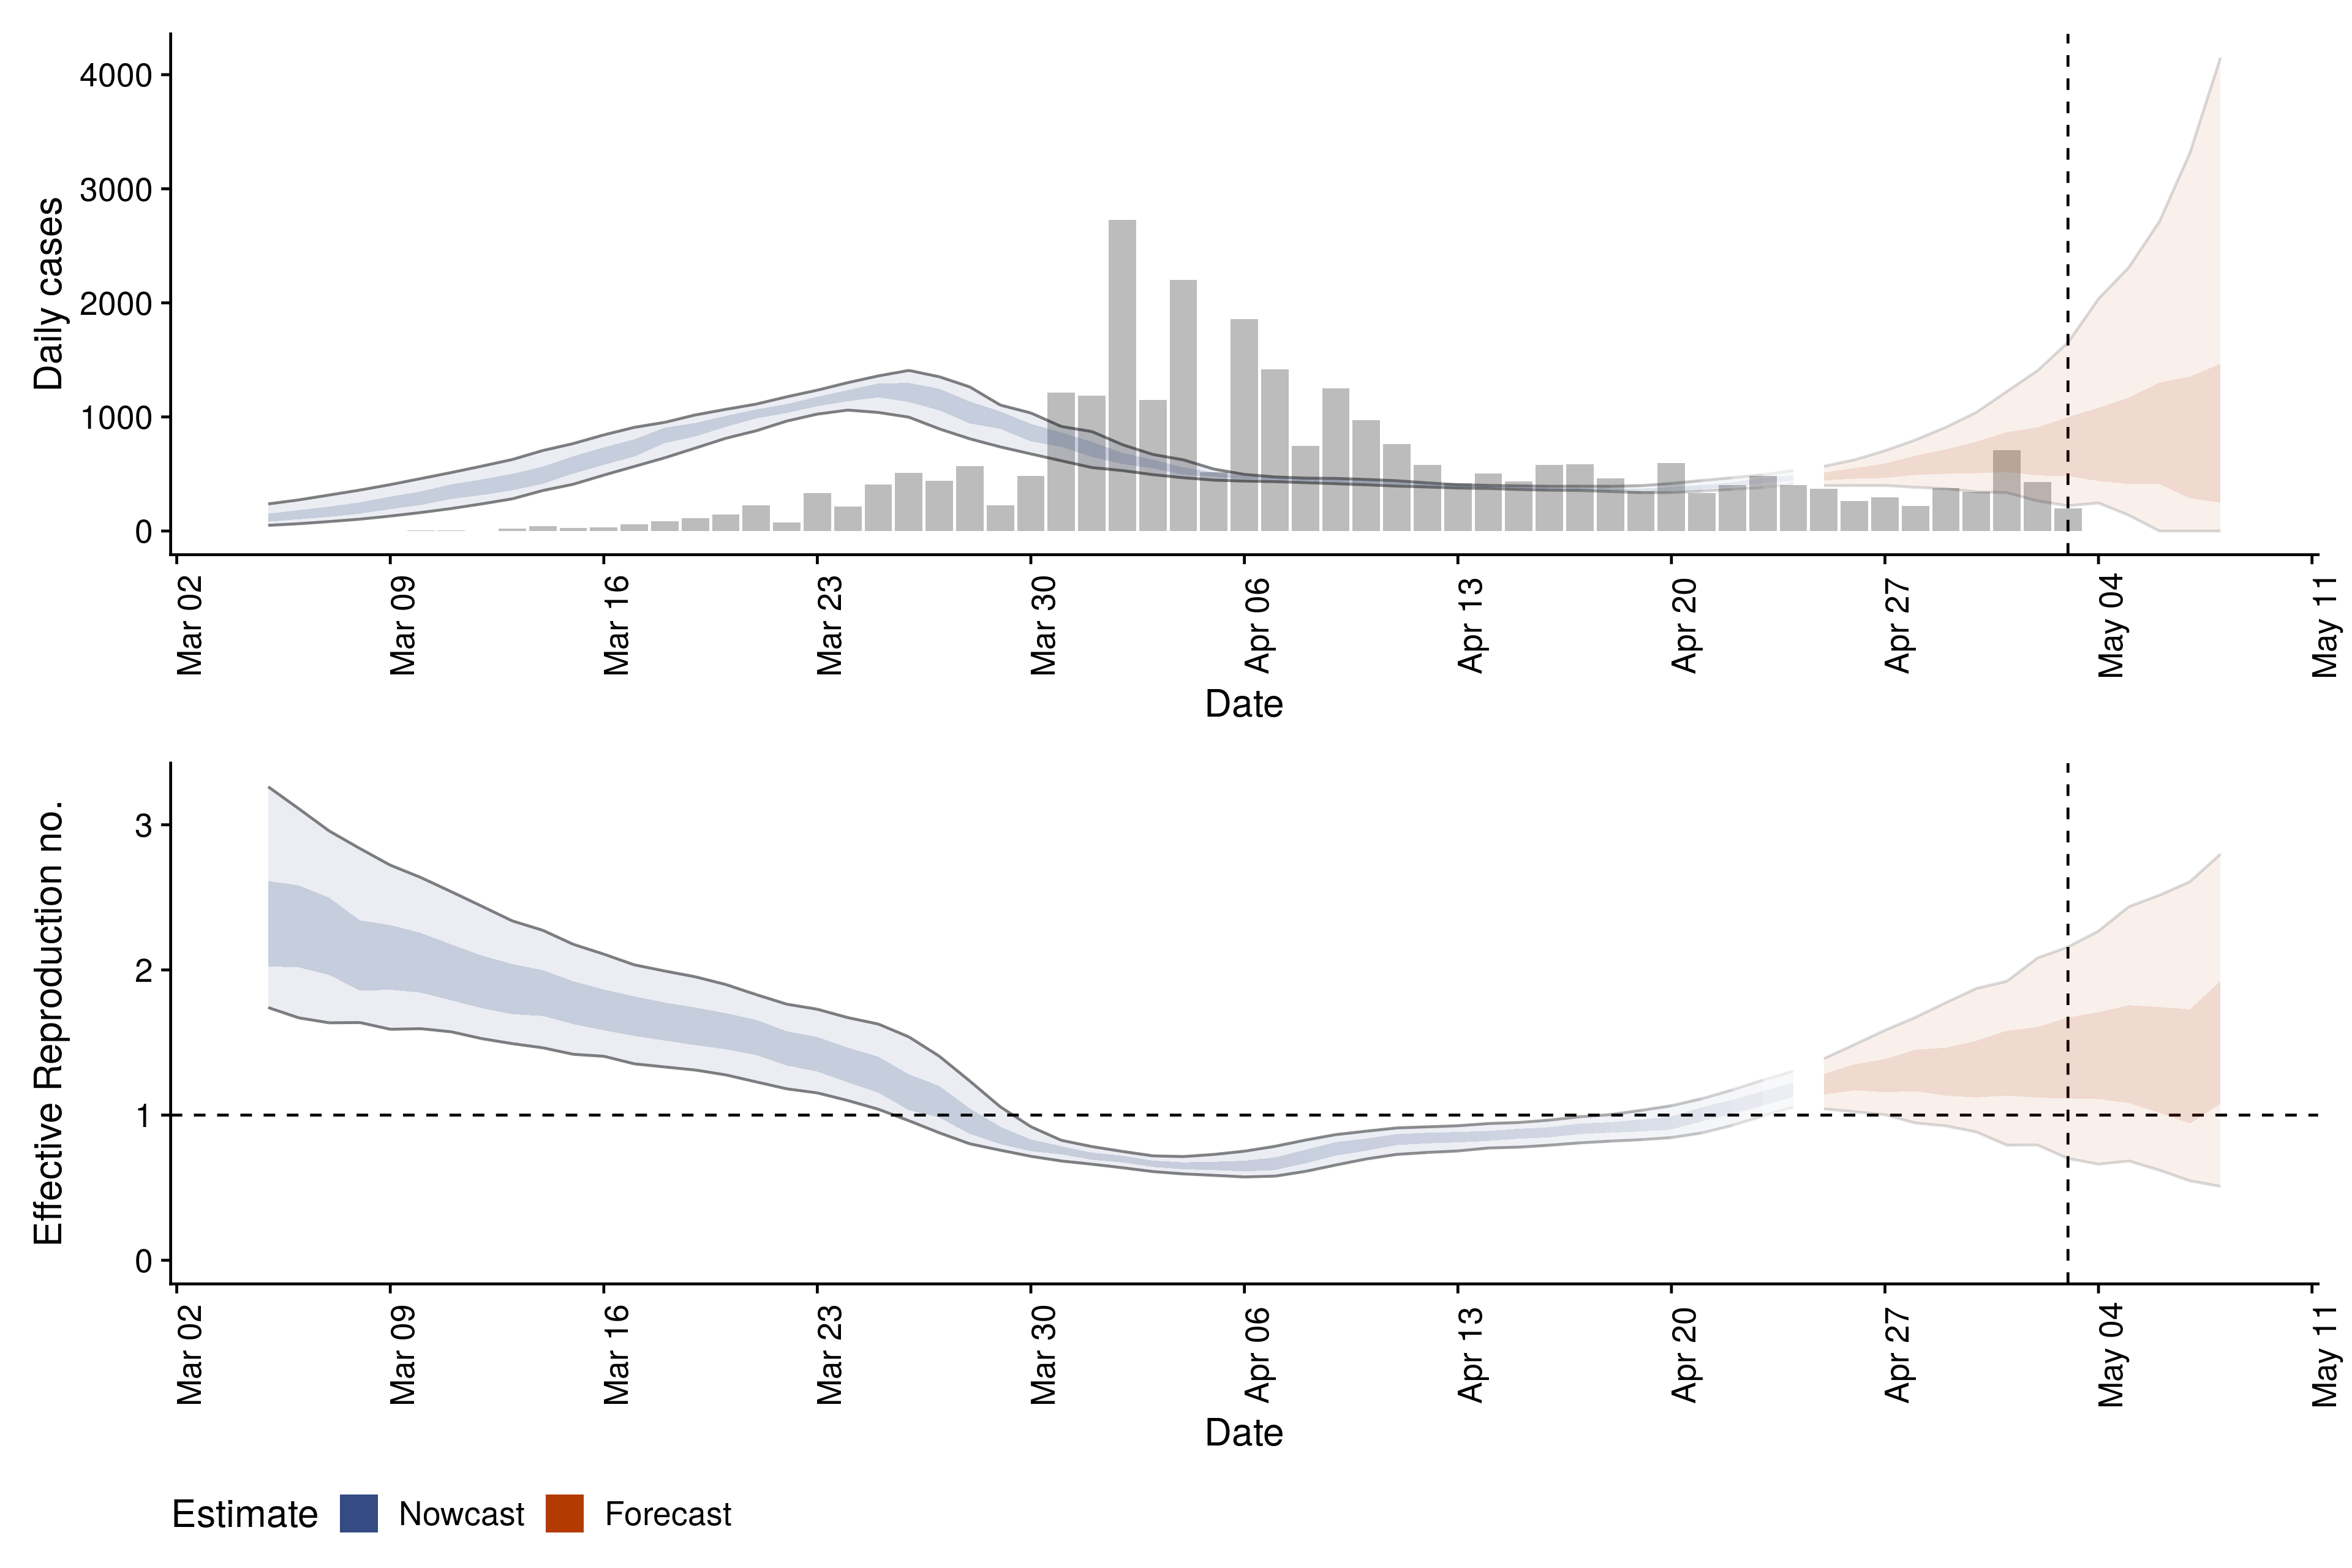 Daily cases
4000
3000
2000
1000
0
Mar 02
Mar 09
Mar 16
Mar 23
Mar 30
Apr 06
Apr 13
Apr 20
Apr 27
May 04
May 11
Date
Effective Reproduction no.
3
2
1
0
Mar 02
Mar 09
Mar 16
Mar 23
Mar 30
Apr 06
Apr 13
Apr 20
Apr 27
May 04
May 11
Date
Estimate Nowcast Forecast